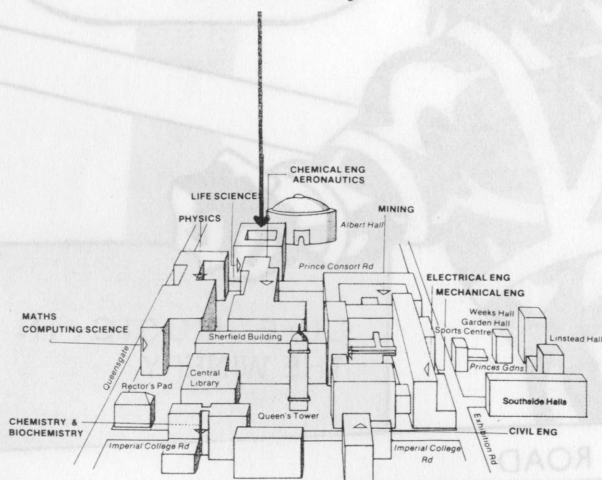 CHEMICAL ENG
AERONAUTICS
LIFE SCIENCE
Albert Hall
MINING
PHYSICS
Prince Consort Rd
ELECTRICAL ENG
MECHANICAL ENG
Weeks Hall
Garden Hall
Sports Centre
Linstead Hall
MATHS
COMPUTING SCIENCE
Sherfield Building
Queensgate
Princes Gdns
Rector's Pad
Central
Library
Southside Halls
Queen's Tower
CHEMISTRY &
BIOCHEMISTRY
CIVIL ENG
Imperial College Rd
Imperial College
Rd
Exhibition Rd
ROAD